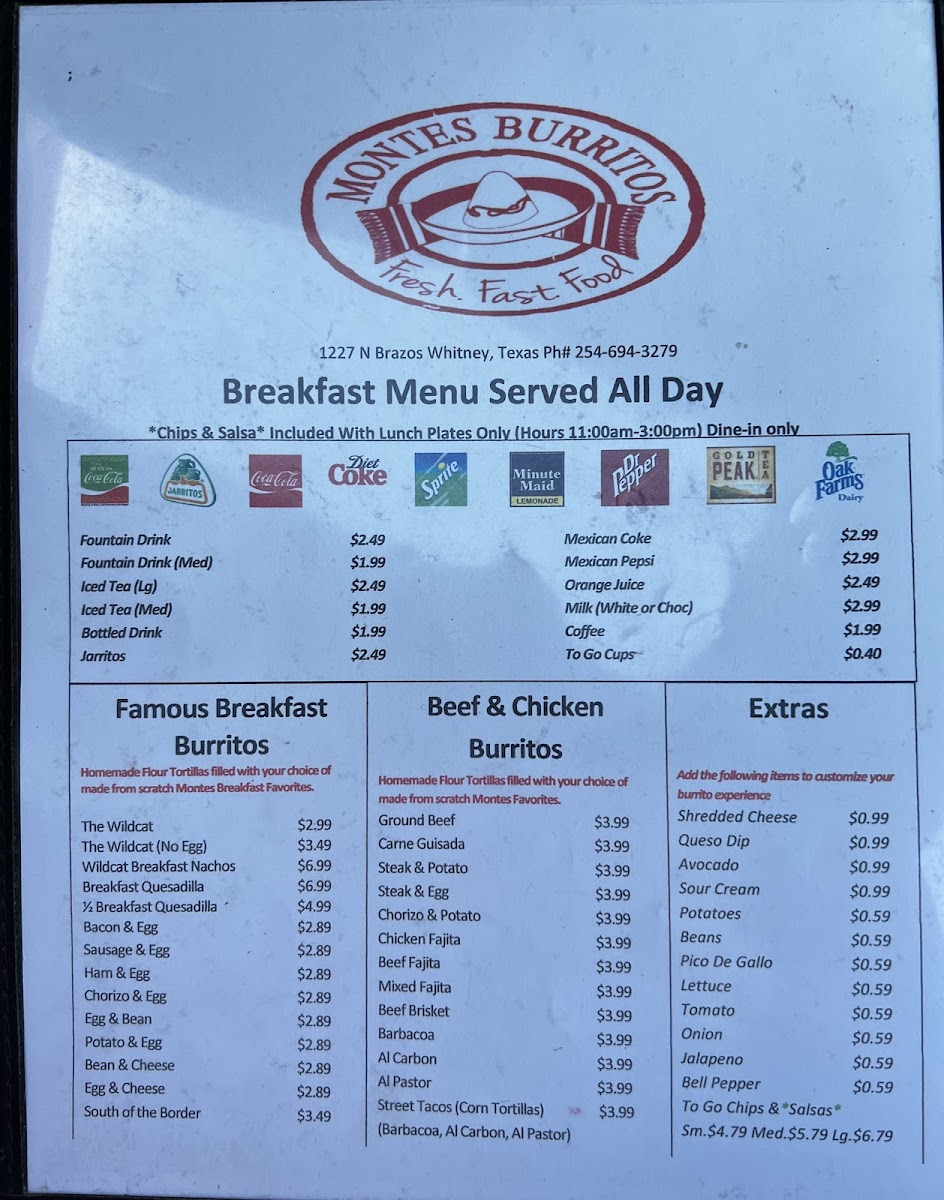 ;
MONTES BURRITOS
Fresh. Fast. Food
1227 N Brazos Whitney, Texas Ph# 254-694-3279
Breakfast Menu Served All Day
*Chips & Salsa* Included With Lunch Plates Only (Hours 11:00am-3:00pm) Dine-in only
Coca-Cola JARRITOS Coca-Cola Diet Coke Sprite Minute Maid LEMONADE Dr Pepper GOLD PEAK TEA Oak Farms Dairy
Fountain Drink $2.49
Fountain Drink (Med) $1.99
Iced Tea (Lg) $2.49
Iced Tea (Med) $1.99
Bottled Drink $1.99
Jarritos $2.49
Mexican Coke $2.99
Mexican Pepsi $2.99
Orange Juice $2.49
Milk (White or Choc) $2.99
Coffee $1.99
To Go Cups $0.40
Famous Breakfast
Burritos
Homemade Flour Tortillas filled with your choice of
made from scratch Montes Breakfast Favorites.
The Wildcat $2.99
The Wildcat (No Egg) $3.49
Wildcat Breakfast Nachos $6.99
Breakfast Quesadilla $6.99
½ Breakfast Quesadilla $4.99
Bacon & Egg $2.89
Sausage & Egg $2.89
Ham & Egg $2.89
Chorizo & Egg $2.89
Egg & Bean $2.89
Potato & Egg $2.89
Bean & Cheese $2.89
Egg & Cheese $2.89
South of the Border $3.49
Beef & Chicken
Burritos
Homemade Flour Tortillas filled with your choice of
made from scratch Montes Favorites.
Ground Beef $3.99
Carne Guisada $3.99
Steak & Potato $3.99
Steak & Egg $3.99
Chorizo & Potato $3.99
Chicken Fajita $3.99
Beef Fajita $3.99
Mixed Fajita $3.99
Beef Brisket $3.99
Barbacoa $3.99
Al Carbon $3.99
Al Pastor $3.99
Street Tacos (Corn Tortillas) $3.99
(Barbacoa, Al Carbon, Al Pastor)
Extras
Add the following items to customize your
burrito experience
Shredded Cheese $0.99
Queso Dip $0.99
Avocado $0.99
Sour Cream $0.99
Potatoes $0.59
Beans $0.59
Pico De Gallo $0.59
Lettuce $0.59
Tomato $0.59
Onion $0.59
Jalapeno $0.59
Bell Pepper $0.59
To Go Chips & *Salsas*
Sm.$4.79 Med.$5.79 Lg.$6.79